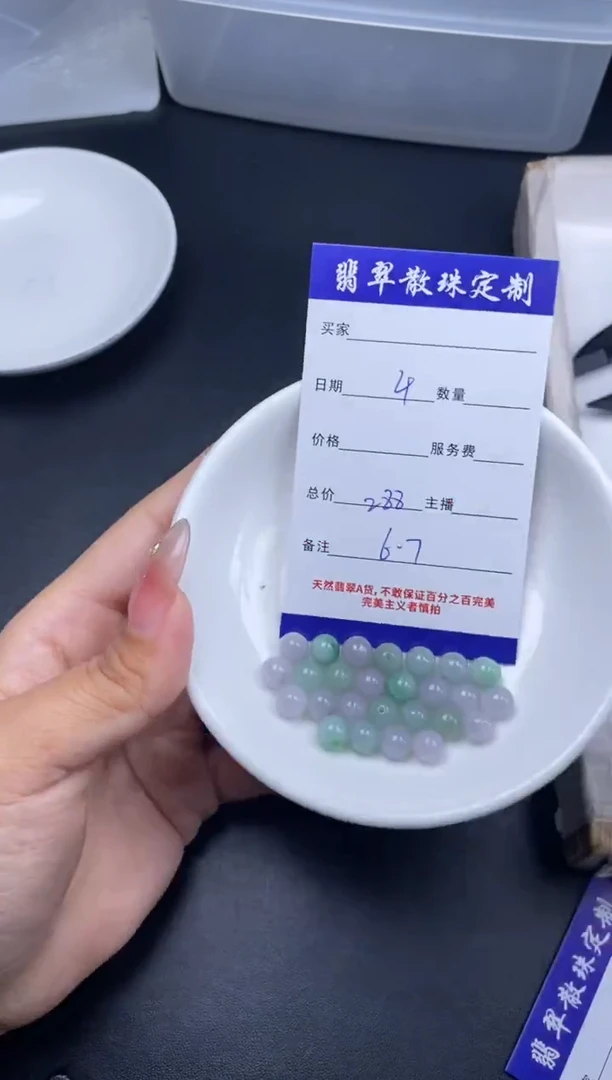 翡翠散珠定制
买家
日期 4 数量
价格 服务费
总价 288 主播
备注 6-7
天然翡翠A货,不敢保证百分之百完美
完美主义者慎拍
翡翠散珠定制